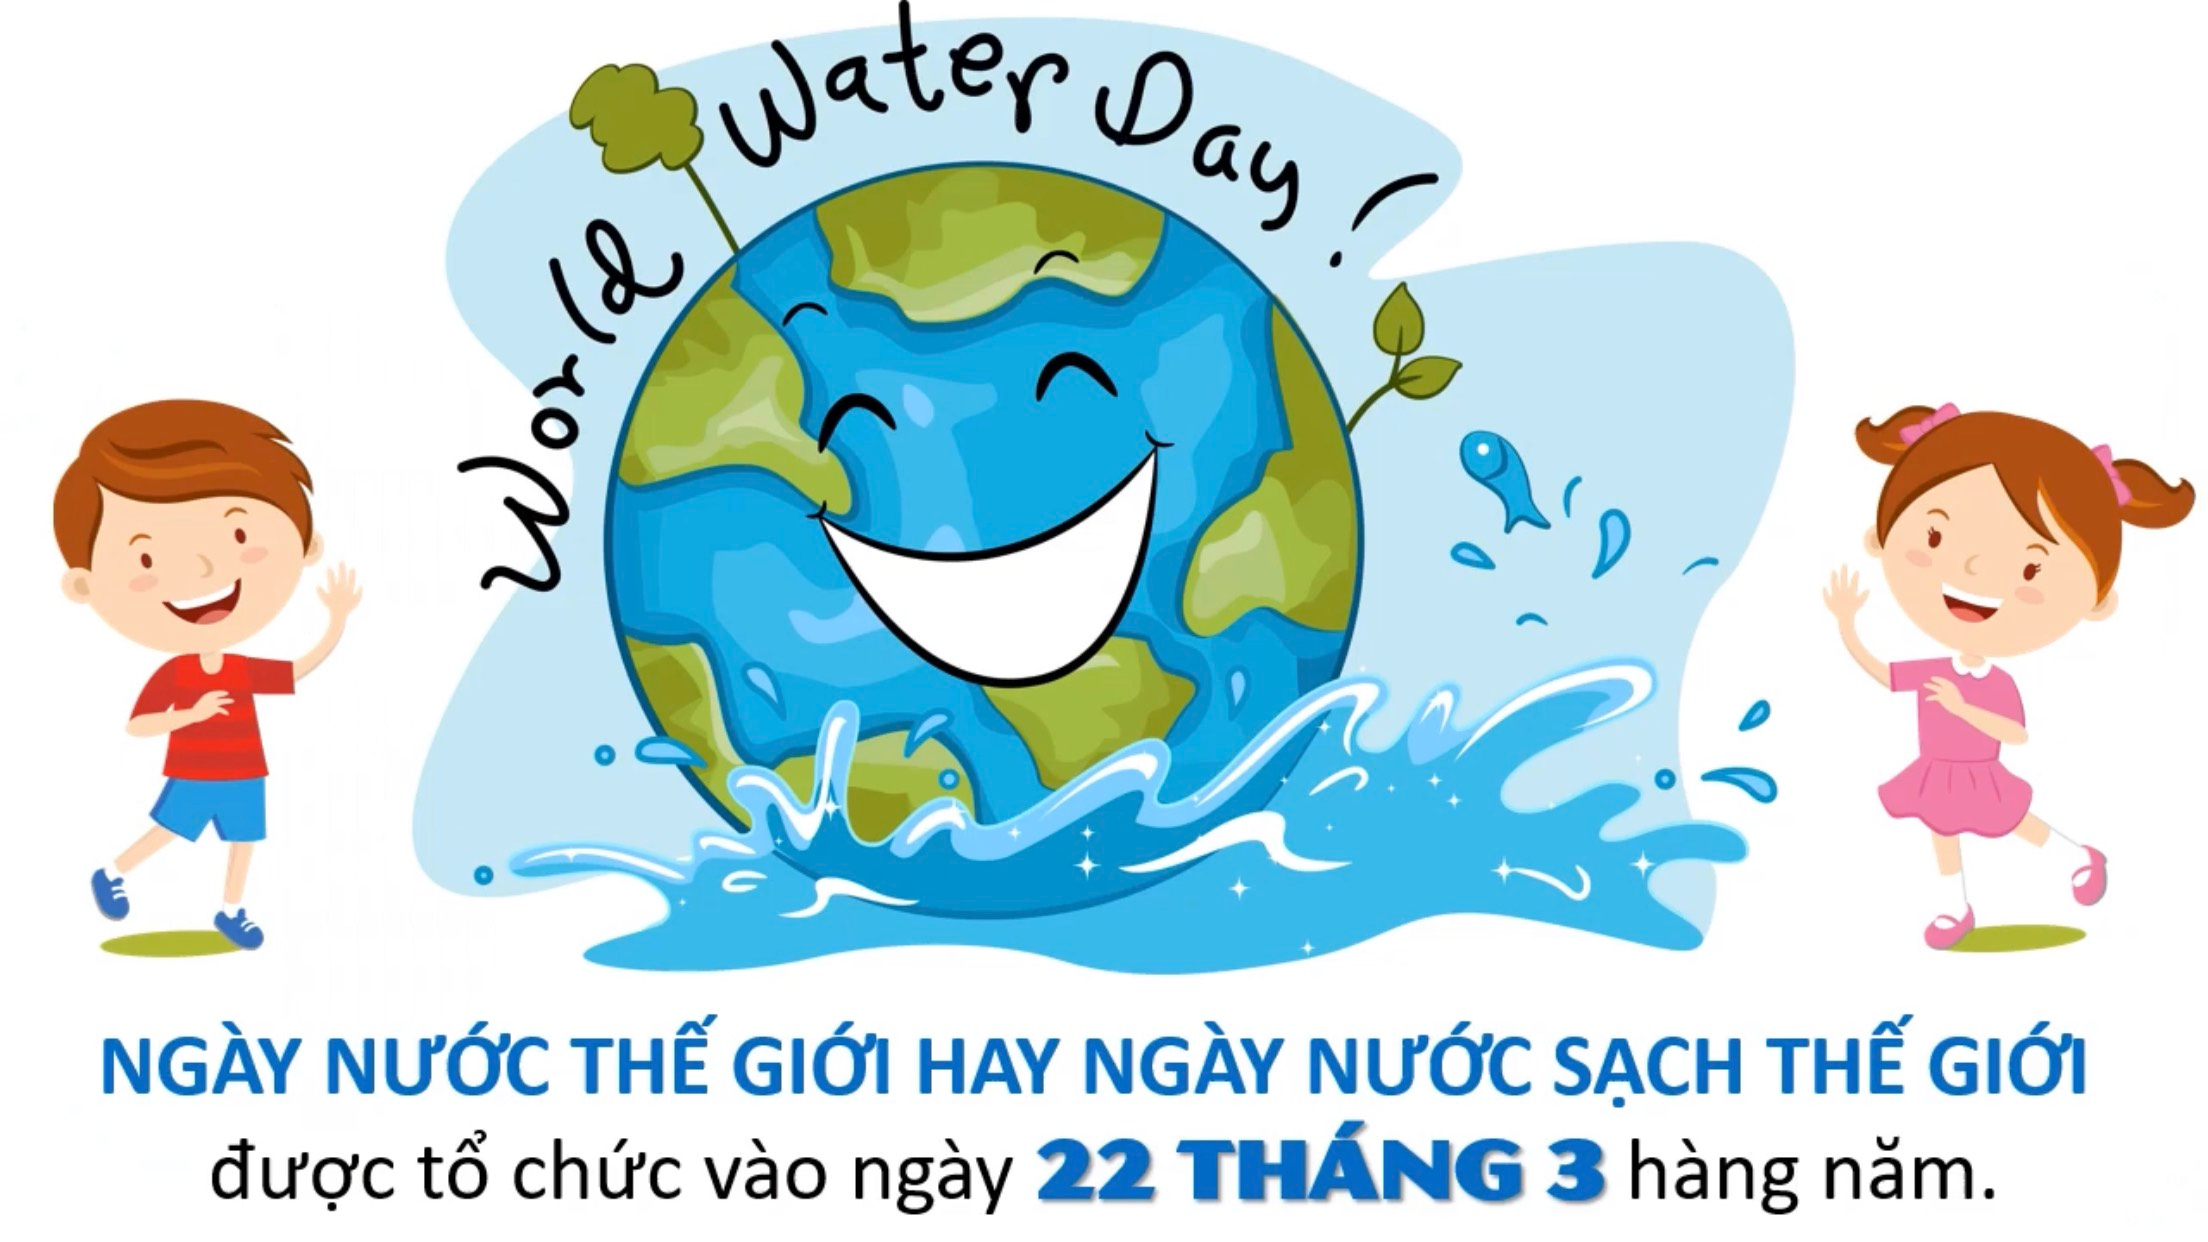 World Water Day!
NGÀY NƯỚC THẾ GIỚI HAY NGÀY NƯỚC SẠCH THẾ GIỚI
được tổ chức vào ngày 22 THÁNG 3 hàng năm.